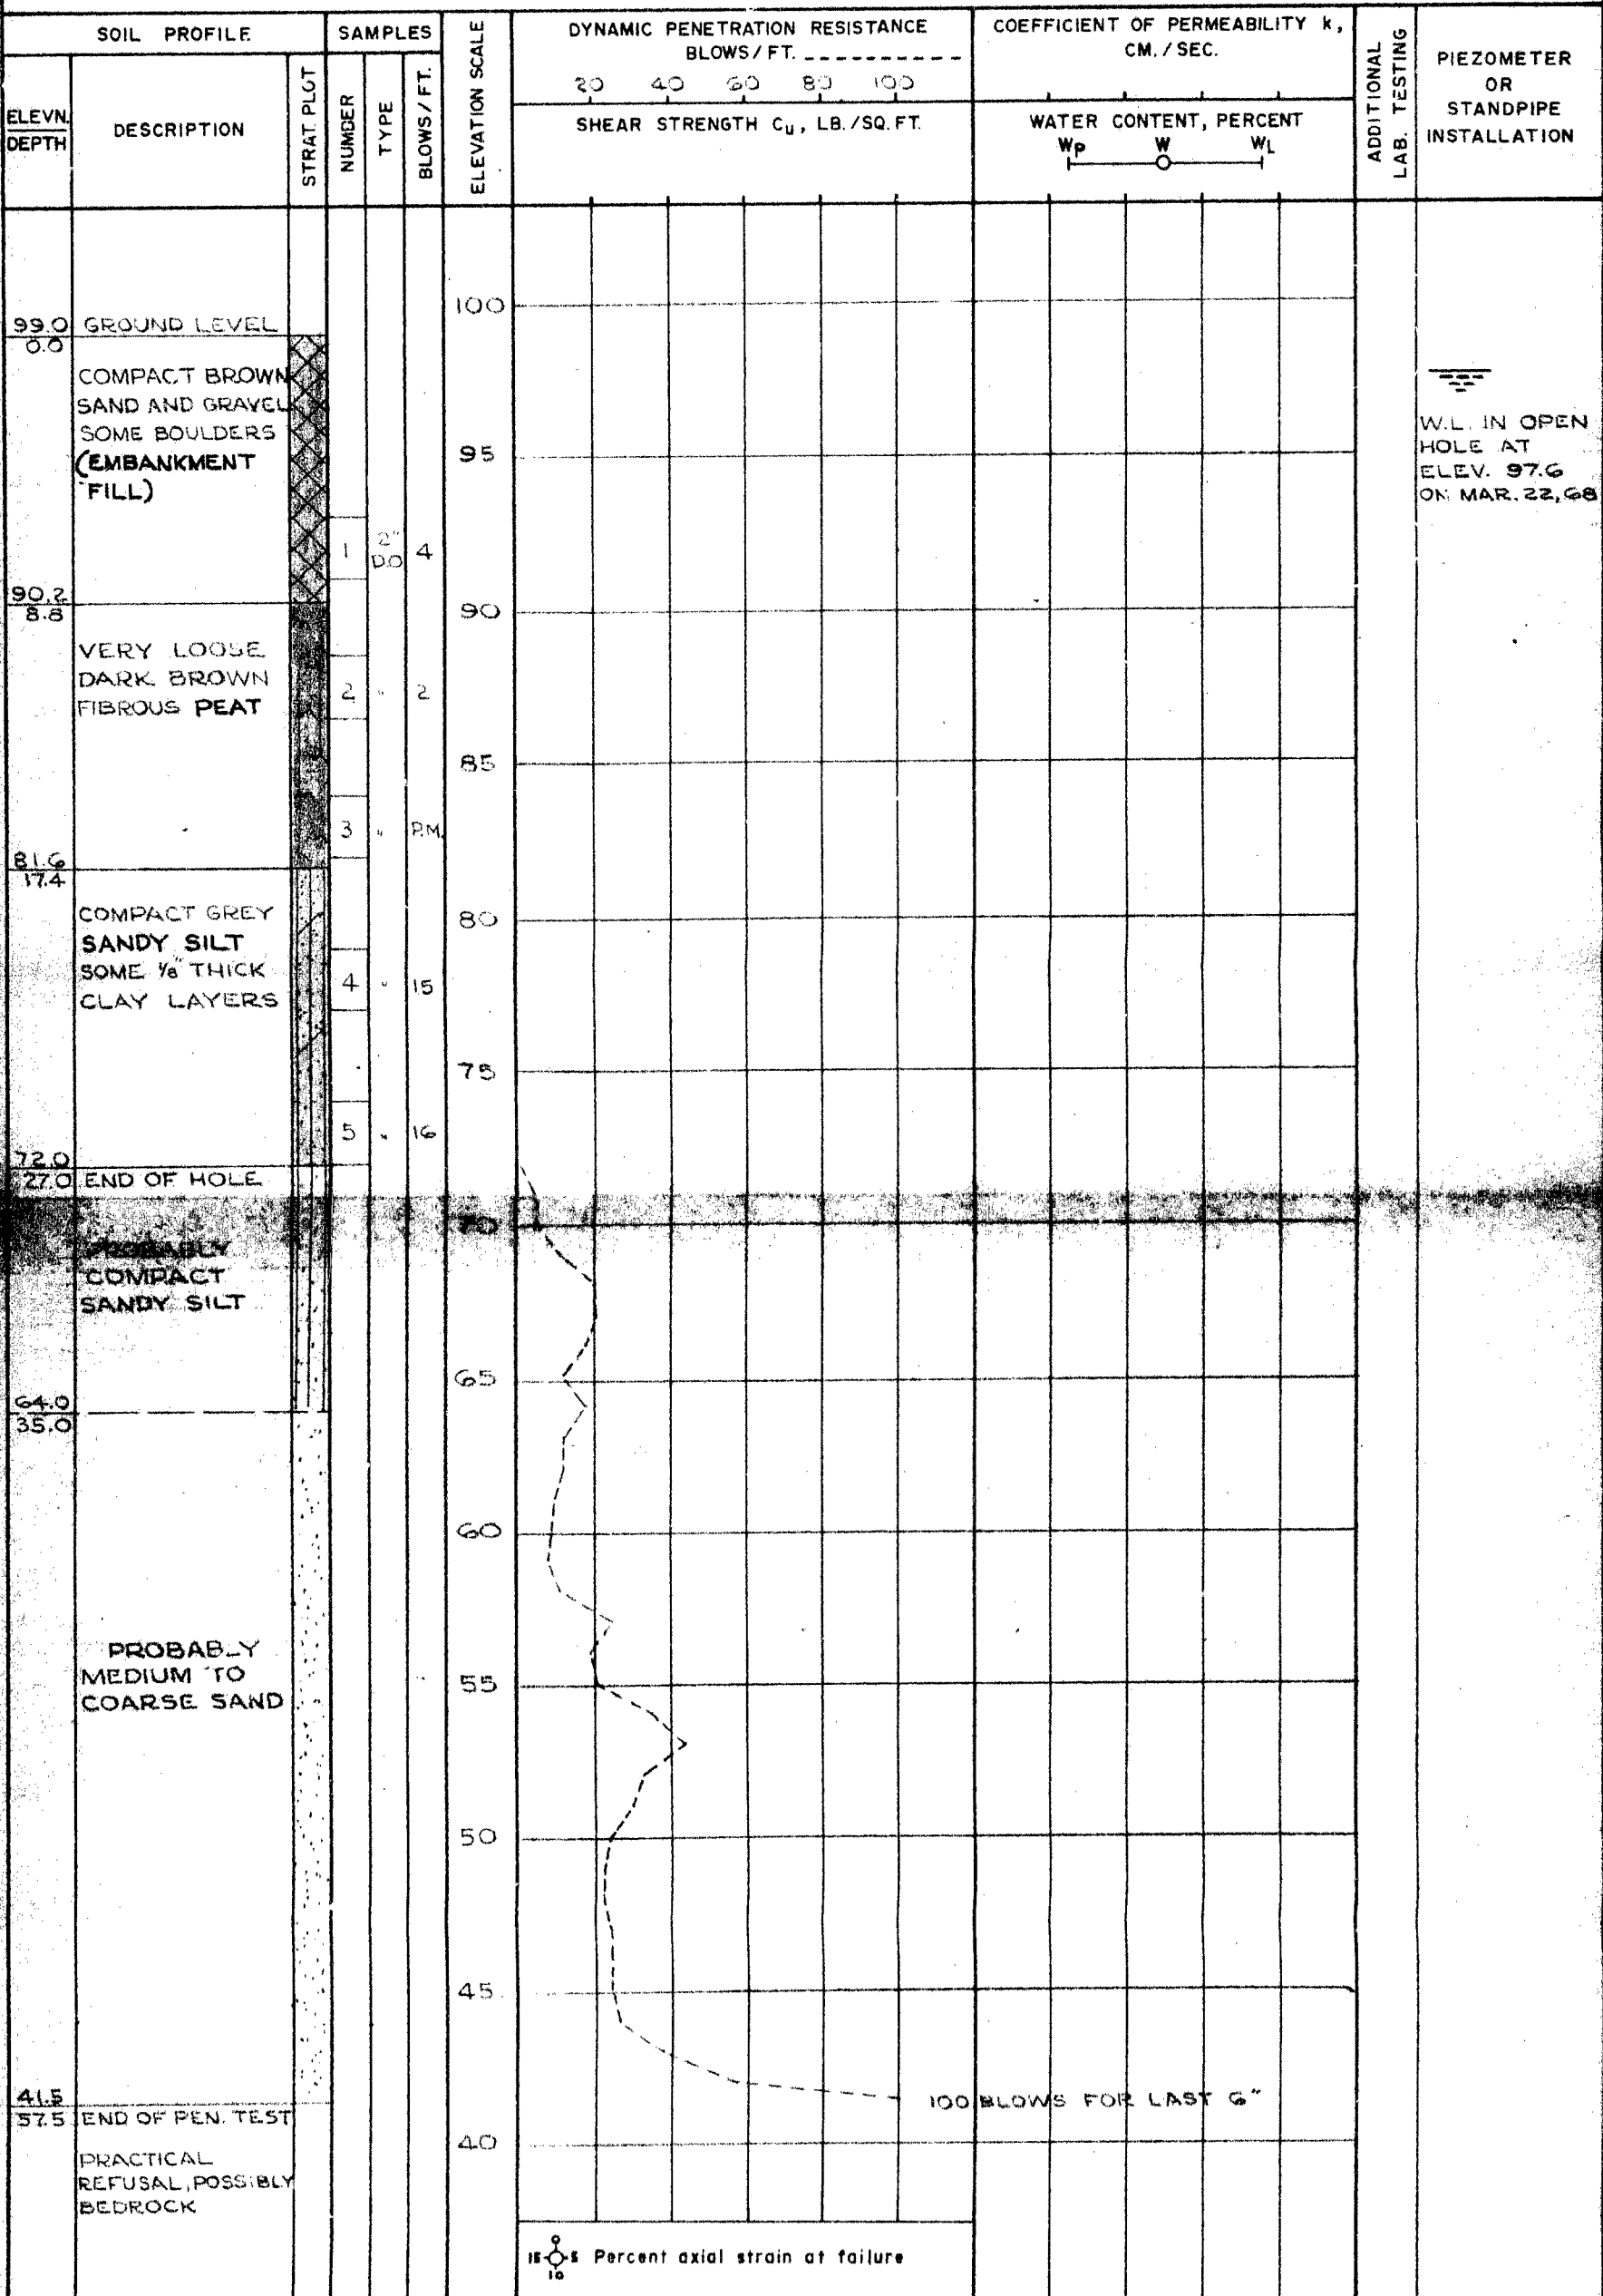 SOIL PROFILE
SAMPLES
ELEVATION SCALE
DYNAMIC PENETRATION RESISTANCE
BLOWS/FT. ----------
20 40 60 80 100
SHEAR STRENGTH Cu, LB./SQ.FT.
COEFFICIENT OF PERMEABILITY k,
CM./SEC.
WATER CONTENT, PERCENT
WP W WL
ADDITIONAL
LAB. TESTING
PIEZOMETER
OR
STANDPIPE
INSTALLATION
ELEVN.
DEPTH
DESCRIPTION
STRAT. PLOT
NUMBER
TYPE
BLOWS/FT.
100
99.0 GROUND LEVEL
0.0
COMPACT BROWN
SAND AND GRAVEL
SOME BOULDERS
(EMBANKMENT
FILL)
W.L. IN OPEN
HOLE AT
ELEV. 97.6
ON MAR. 22, 68
95
1 2" D.O 4
90.2
8.8
90
VERY LOOSE
DARK BROWN
FIBROUS PEAT
2 " 2
85
3 " P.M.
81.6
17.4
COMPACT GREY
SANDY SILT
SOME 1/8" THICK
CLAY LAYERS
80
4 " 15
75
5 " 16
72.0
27.0 END OF HOLE
70
PROBABLY
COMPACT
SANDY SILT
65
64.0
35.0
60
PROBAB-Y
MEDIUM TO
COARSE SAND
55
50
45
41.5
57.5 END OF PEN. TEST
100 BLOWS FOR LAST 6"
40
PRACTICAL
REFUSAL, POSSIBLY
BEDROCK
0
15 5 Percent axial strain at failure
10